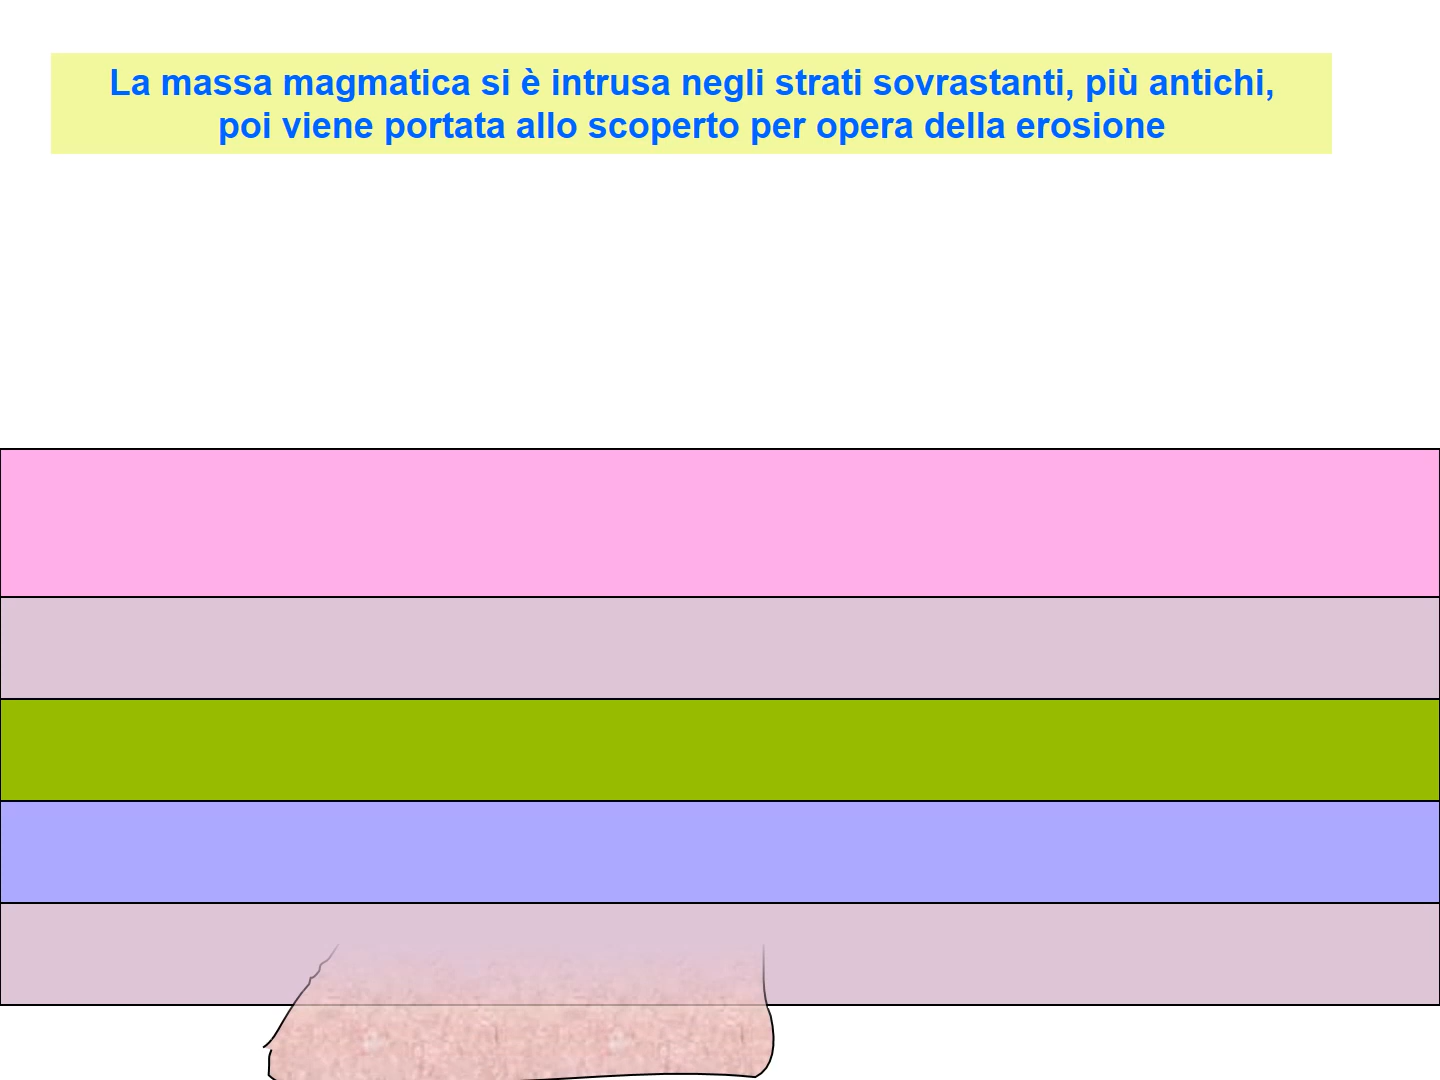 La massa magmatica si è intrusa negli strati sovrastanti, più antichi,
poi viene portata allo scoperto per opera della erosione